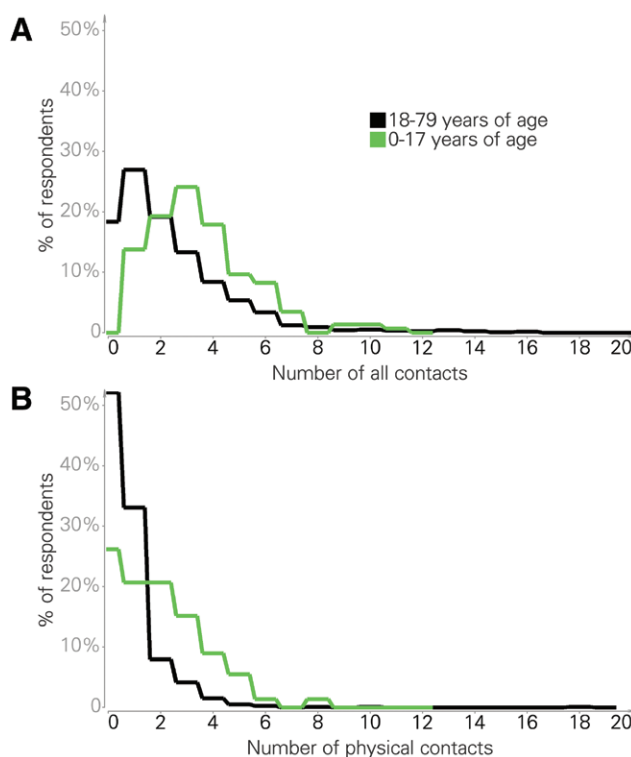 A
50%
40%
30%
20%
10%
0
% of respondents
18-79 years of age
0-17 years of age
0 2 4 6 8 10 12 14 16 18 20
Number of all contacts
B
50%
40%
30%
20%
10%
0
% of respondents
0 2 4 6 8 10 12 14 16 18 20
Number of physical contacts